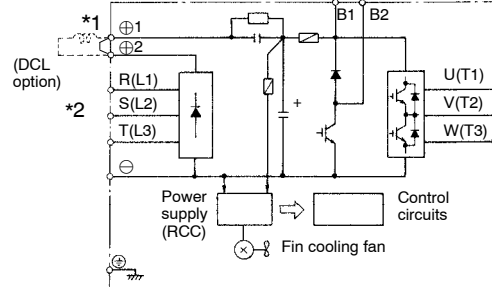 *1
⊕1
B1
B2
⊕2
(DCL
option)
R(L1)
U(T1)
*2
S(L2)
V(T2)
T(L3)
W(T3)
+
⊖
Power
supply
(RCC)
Control
circuits
Fin cooling fan